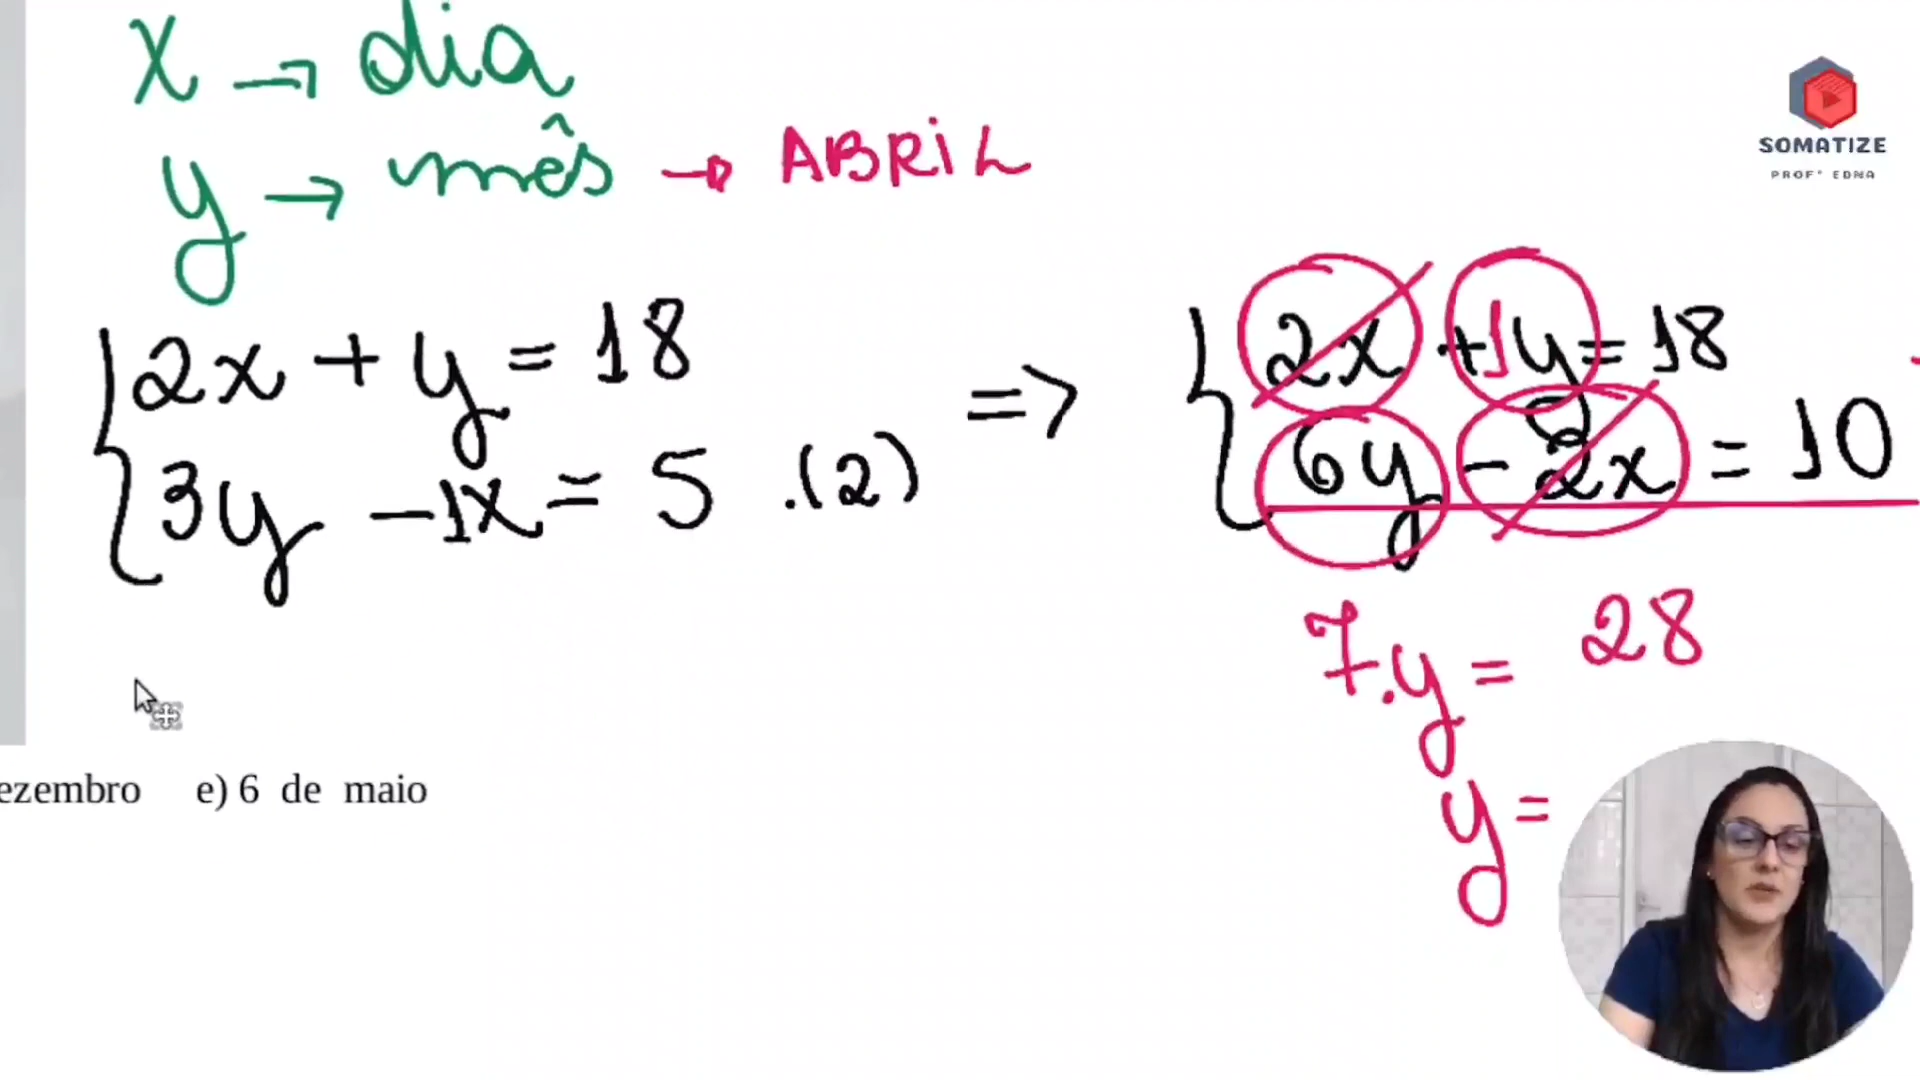 x → dia
y → mês → ABRIL
SOMATIZE
PROFª EDNA
2x + y = 18
3y - 1x = 5 .(2)
=>
2x + 1y = 18
6y - 2x = 10
7.y = 28
y =
ezembro e) 6 de maio